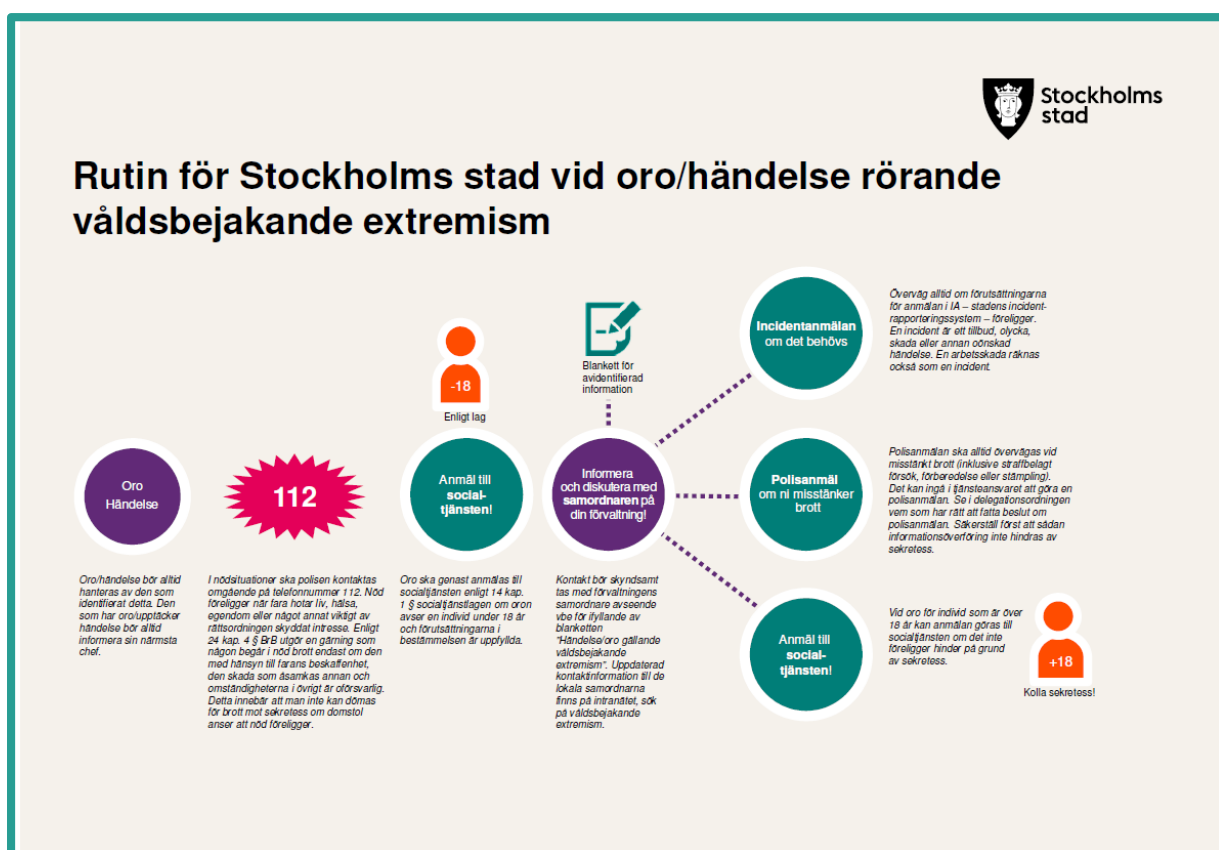 Stockholms
stad
Rutin för Stockholms stad vid oro/händelse rörande
våldsbejakande extremism
Oro
Händelse
Oro/händelse bör alltid
hanteras av den som
identifierat detta. Den
som har oro/upptäcker
händelse bör alltid
informera sin närmsta
chef.
112
I nödsituationer ska polisen kontaktas
omgående på telefonnummer 112. Nöd
föreligger när fara hotar liv, hälsa,
egendom eller något annat viktigt av
rättsordningen skyddat intresse. Enligt
24 kap. 4 § BrB utgör en gärning som
någon begår i nöd brott endast om den
med hänsyn till farans beskaffenhet,
den skada som åsamkas annan och
omständigheterna i övrigt är oförsvarlig.
Detta innebär att man inte kan dömas
för brott mot sekretess om domstol
anser att nöd föreligger.
-18
Enligt lag
Anmäl till
social-
tjänsten!
Oro ska genast anmälas till
socialtjänsten enligt 14 kap.
1 § socialtjänstlagen om oron
avser en individ under 18 år
och förutsättningarna i
bestämmelsen är uppfyllda.
Blankett för
avidentifierad
information
Informera
och diskutera med
samordnaren på
din förvaltning!
Kontakt bör skyndsamt
tas med förvaltningens
samordnare avseende
vbe för ifyllande av
blanketten
"Händelse/oro gällande
våldsbejakande
extremism". Uppdaterad
kontaktinformation till de
lokala samordnarna
finns på intranätet, sök
på våldsbejakande
extremism.
Incidentanmälan
om det behövs
Överväg alltid om förutsättningarna
för anmälan i IA – stadens incident-
rapporteringssystem – föreligger.
En incident är ett tillbud, olycka,
skada eller annan oönskad
händelse. En arbetsskada räknas
också som en incident.
Polisanmäl
om ni misstänker
brott
Polisanmälan ska alltid övervägas vid
misstänkt brott (inklusive straffbelagt
försök, förberedelse eller stämpling).
Det kan ingå i tjänsteansvaret att göra en
polisanmälan. Se i delegationsordningen
vem som har rätt att fatta beslut om
polisanmälan. Säkerställ först att sådan
informationsöverföring inte hindras av
sekretess.
Anmäl till
social-
tjänsten!
Vid oro för individ som är över
18 år kan anmälan göras till
socialtjänsten om det inte
föreligger hinder på grund
av sekretess.
+18
Kolla sekretess!